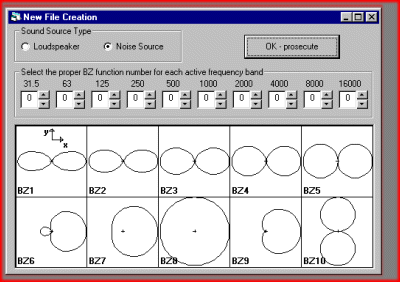 New File Creation
Sound Source Type
Loudspeaker Noise Source
OK - prosecute
Select the proper BZ function number for each active frequency band
31.5 63 125 250 500 1000 2000 4000 8000 16000
0 0 0 0 0 0 0 0 0 0
y
x
BZ1 BZ2 BZ3 BZ4 BZ5
BZ6 BZ7 BZ8 BZ9 BZ10